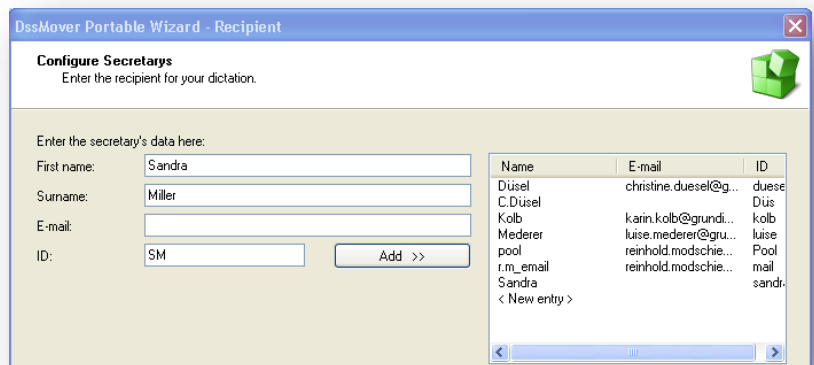 DssMover Portable Wizard - Recipient
Configure Secretarys
Enter the recipient for your dictation.
Enter the secretary's data here:
First name: Sandra
Surname: Miller
E-mail:
ID: SM Add >>
Name E-mail ID
Düsel christine.duesel@g... duese
C.Düsel Düs
Kolb karin.kolb@grundi... kolb
Mederer luise.mederer@gru... luise
pool reinhold.modschie... Pool
r.m_email reinhold.modschie... mail
Sandra sandr
< New entry >